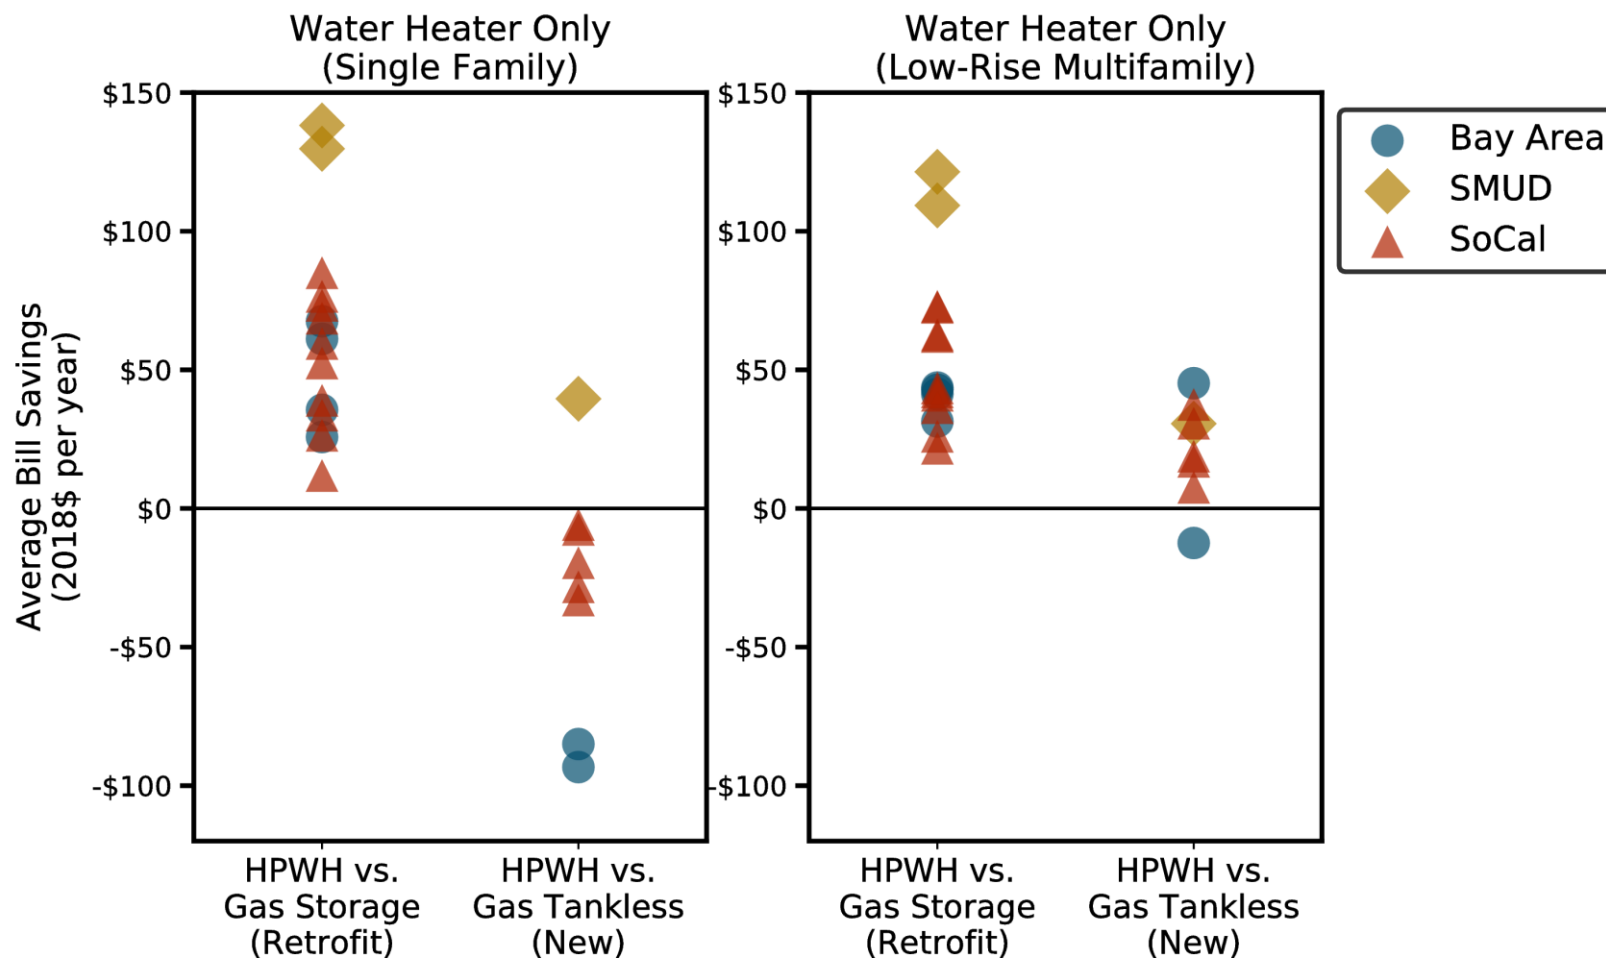 Water Heater Only
(Single Family)
Water Heater Only
(Low-Rise Multifamily)
Average Bill Savings
(2018$ per year)
$150
$100
$50
$0
-$50
-$100
$150
$100
$50
$0
-$50
-$100
Bay Area
SMUD
SoCal
HPWH vs.
Gas Storage
(Retrofit)
HPWH vs.
Gas Tankless
(New)
HPWH vs.
Gas Storage
(Retrofit)
HPWH vs.
Gas Tankless
(New)